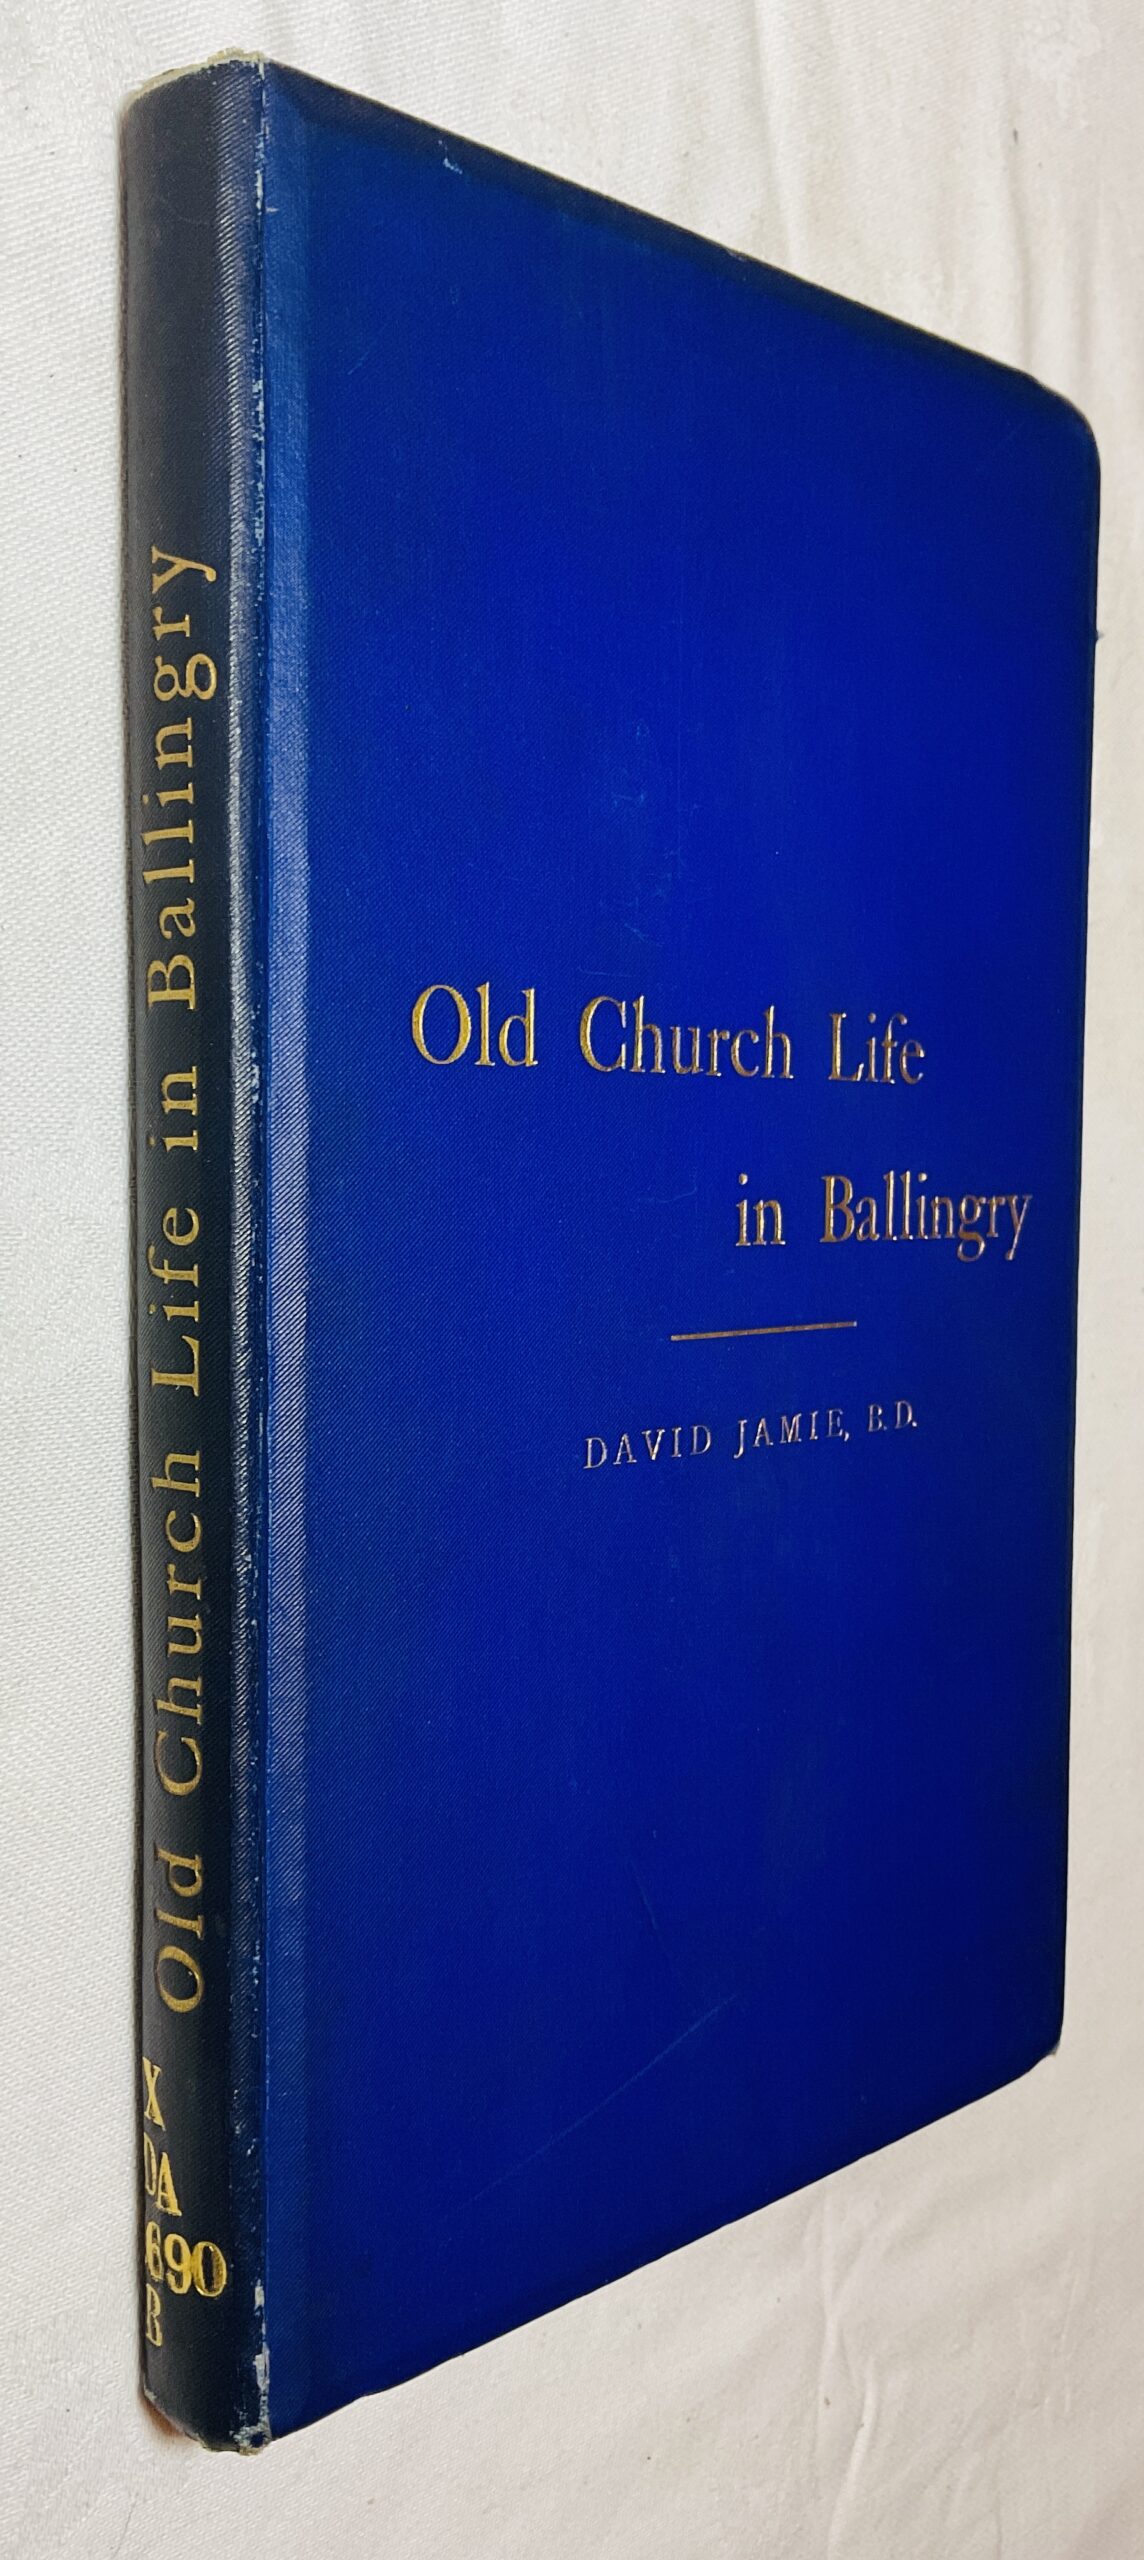 Old Church Life in Ballingry
X
DA
690
B
Old Church Life
in Ballingry
DAVID JAMIE, B.D.